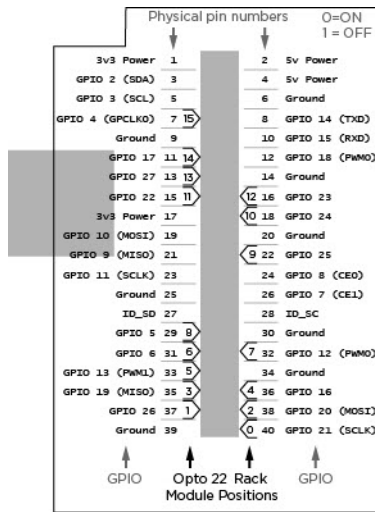 Physical pin numbers 0=ON
1 = OFF
3v3 Power 1 2 5v Power
GPIO 2 (SDA) 3 4 5v Power
GPIO 3 (SCL) 5 6 Ground
GPIO 4 (GPCLK0) 7 15 8 GPIO 14 (TXD)
Ground 9 10 GPIO 15 (RXD)
GPIO 17 11 14 12 GPIO 18 (PWM0)
GPIO 27 13 13 14 Ground
GPIO 22 15 11 12 16 GPIO 23
3v3 Power 17 10 18 GPIO 24
GPIO 10 (MOSI) 19 20 Ground
GPIO 9 (MISO) 21 9 22 GPIO 25
GPIO 11 (SCLK) 23 24 GPIO 8 (CE0)
Ground 25 26 GPIO 7 (CE1)
ID_SD 27 28 ID_SC
GPIO 5 29 8 30 Ground
GPIO 6 31 6 7 32 GPIO 12 (PWM0)
GPIO 13 (PWM1) 33 5 34 Ground
GPIO 19 (MISO) 35 3 4 36 GPIO 16
GPIO 26 37 1 2 38 GPIO 20 (MOSI)
Ground 39 0 40 GPIO 21 (SCLK)
GPIO Opto 22 Rack GPIO
Module Positions